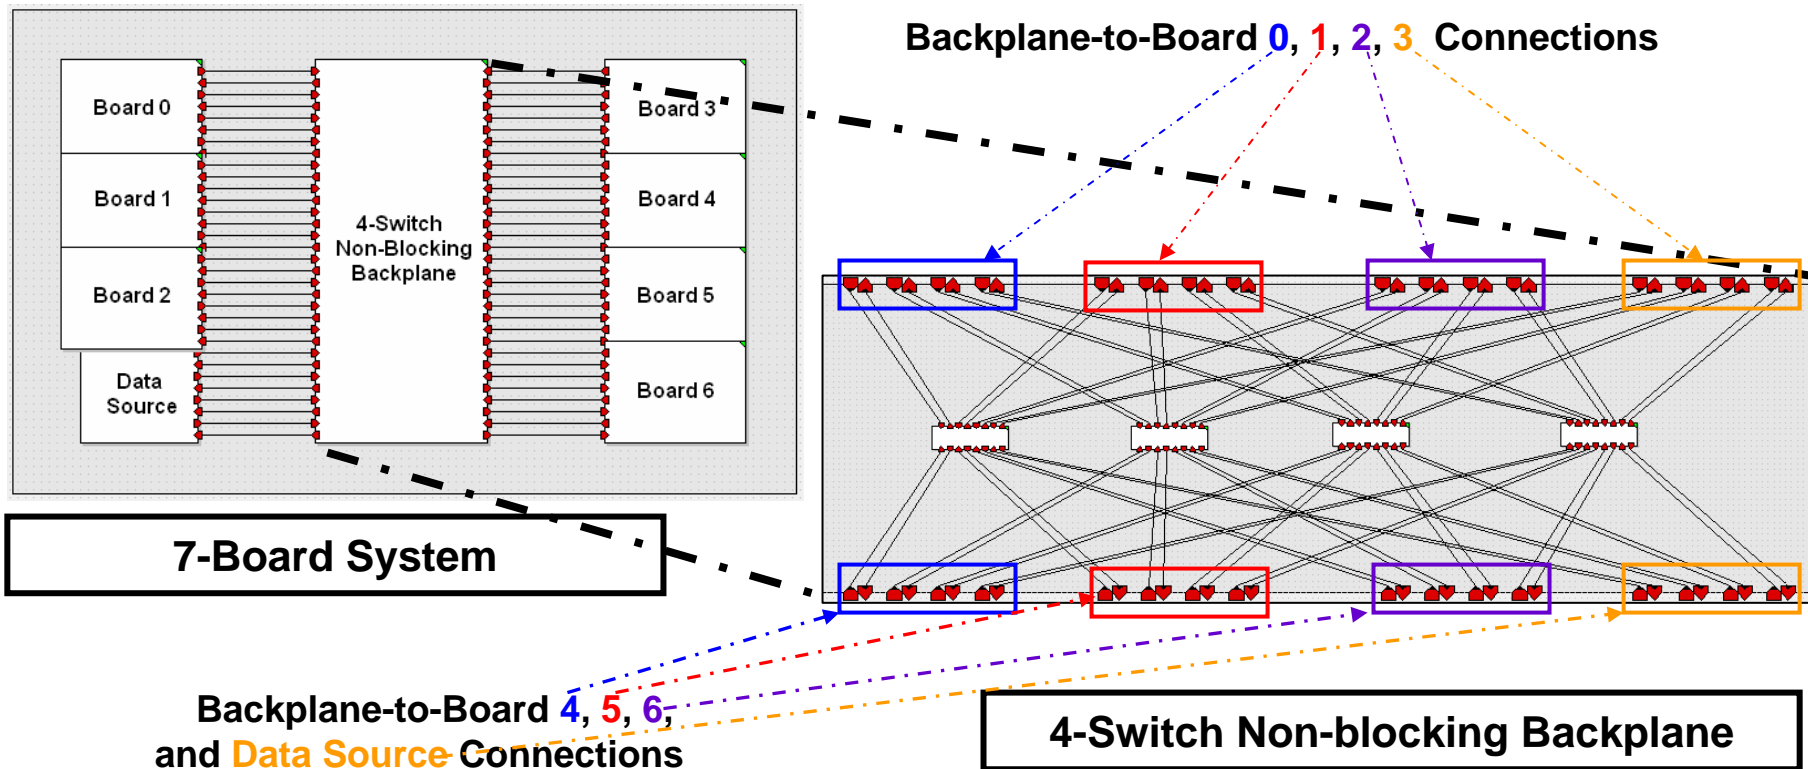 Backplane-to-Board 0, 1, 2, 3 Connections
Board 0
Board 1
Board 2
Data
Source
4-Switch
Non-Blocking
Backplane
Board 3
Board 4
Board 5
Board 6
7-Board System
Backplane-to-Board 4, 5, 6,
and Data Source Connections
4-Switch Non-blocking Backplane